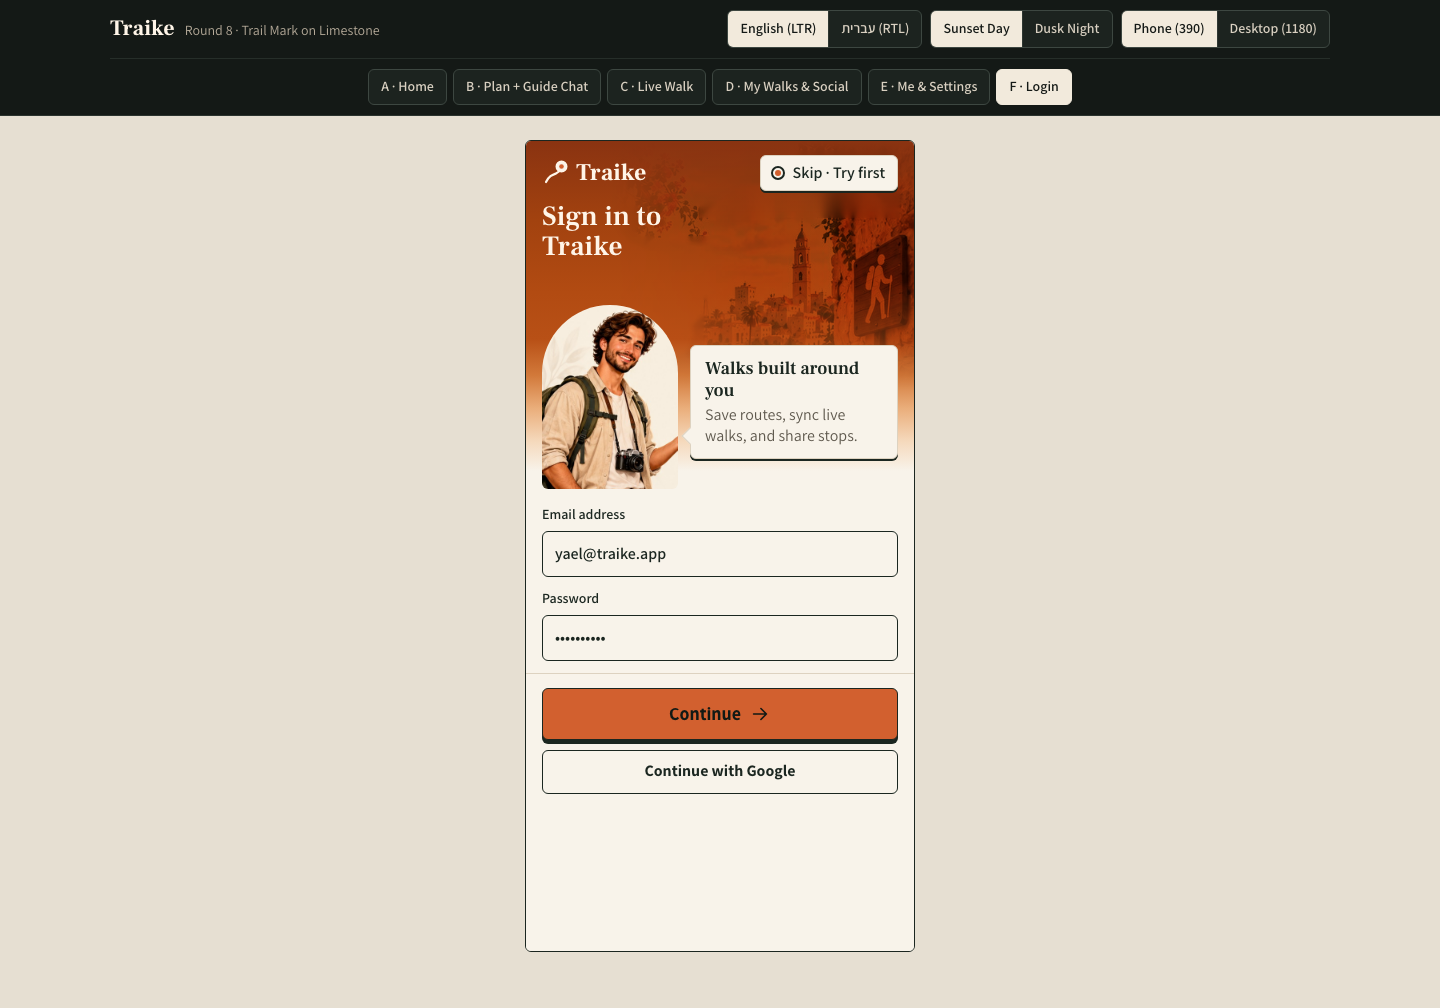 Traike Round 8 · Trail Mark on Limestone English (LTR) עברית (RTL) Sunset Day Dusk Night Phone (390) Desktop (1180)
A · Home B · Plan + Guide Chat C · Live Walk D · My Walks & Social E · Me & Settings F · Login
Traike Skip · Try first
Sign in to
Traike
Walks built around
you
Save routes, sync live
walks, and share stops.
Email address
yael@traike.app
Password
••••••••••
Continue →
Continue with Google